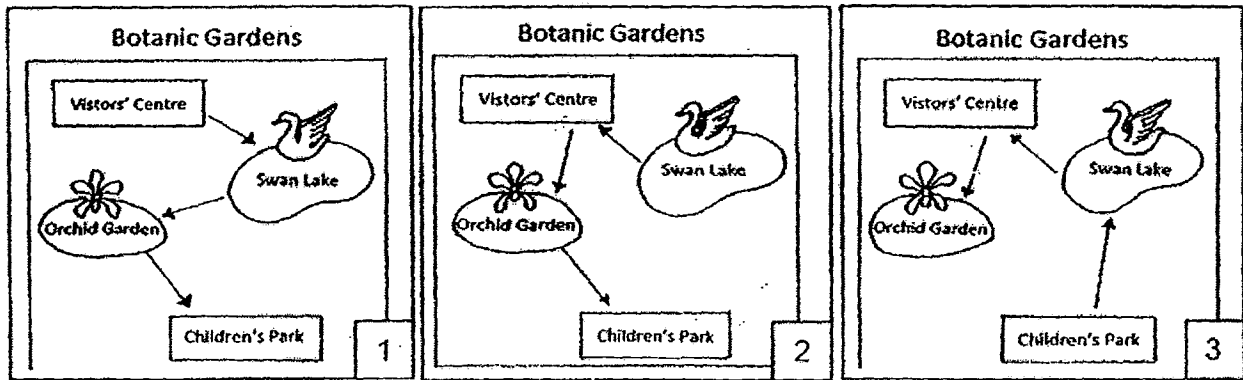 Botanic Gardens
Vistors' Centre
Swan Lake
Orchid Garden
Children's Park
1
Botanic Gardens
Vistors' Centre
Swan Lake
Orchid Garden
Children's Park
2
Botanic Gardens
Vistors' Centre
Swan Lake
Orchid Garden
Children's Park
3